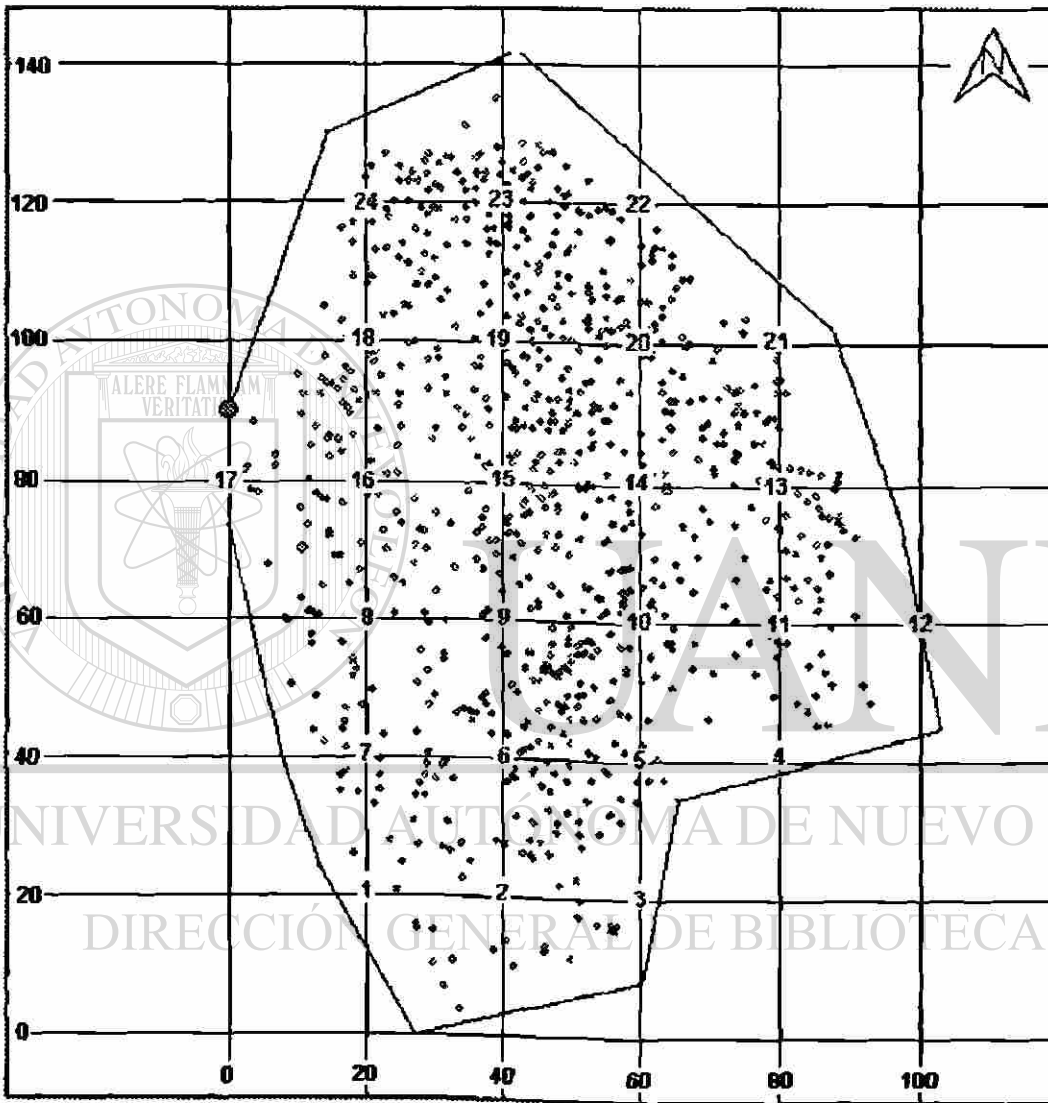 N
140
120 24 23 22
100 18 19 20 21
80 17 16 15 14 13
60 8 9 10 11 12
40 7 6 5 4
20 1 2 3
0
0 20 40 60 80 100
ALERE FLAMMAM
VERITATIS
UANL
UNIVERSIDAD AUTÓNOMA DE NUEVO
DIRECCIÓN GENERAL DE BIBLIOTECA